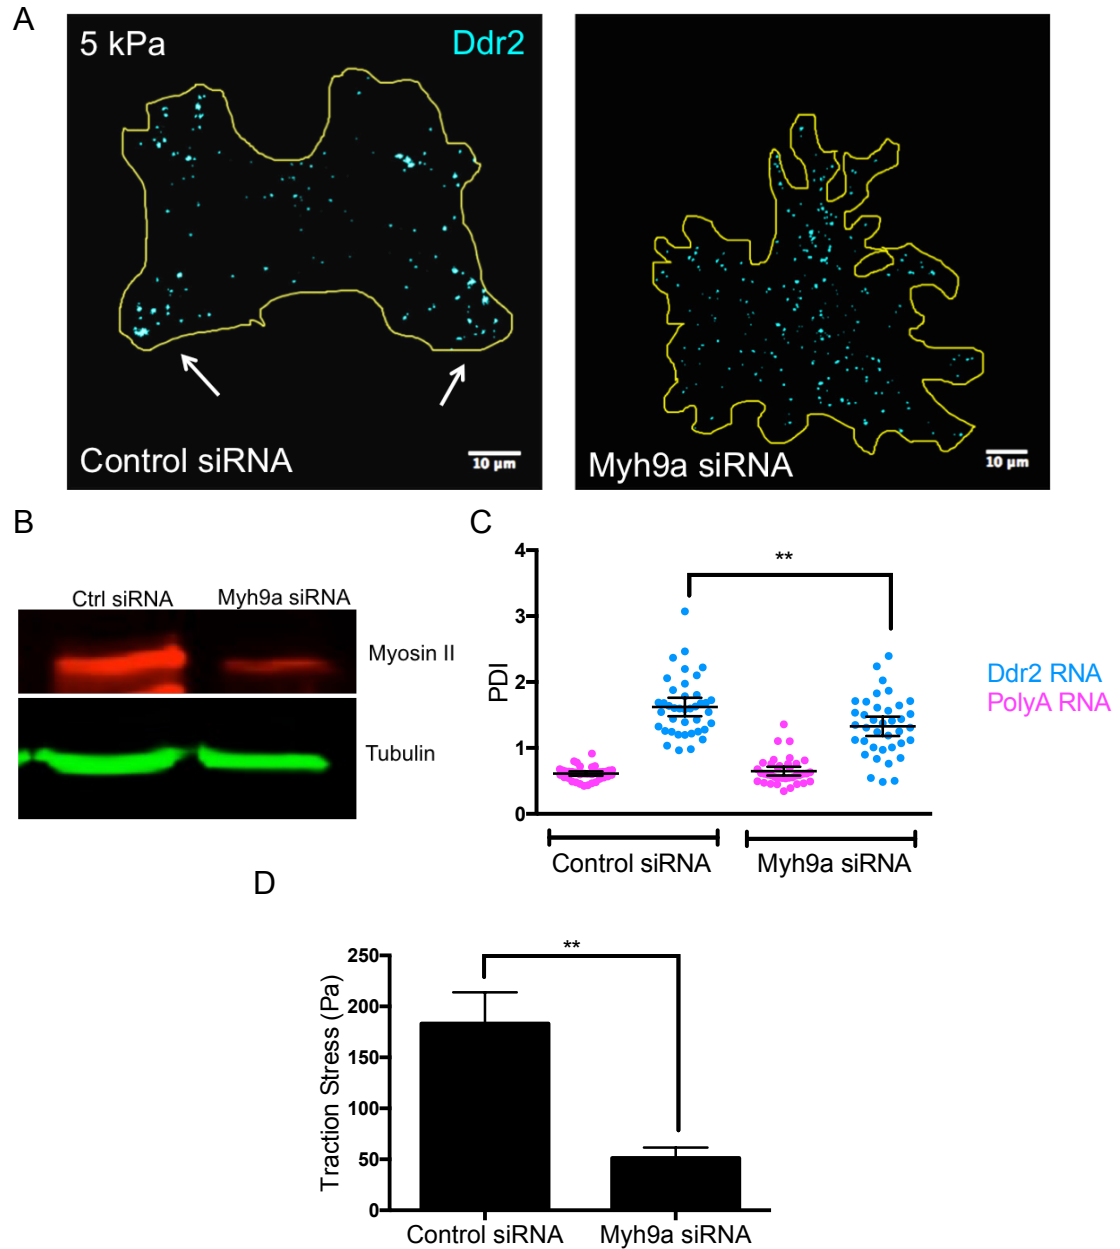 A
5 kPa
Ddr2
Control siRNA
10 µm
Myh9a siRNA
10 µm
B
Ctrl siRNA
Myh9a siRNA
Myosin II
Tubulin
C
4
3
2
1
0
PDI
**
Ddr2 RNA
PolyA RNA
Control siRNA
Myh9a siRNA
D
250
200
150
100
50
0
Traction Stress (Pa)
**
Control siRNA
Myh9a siRNA